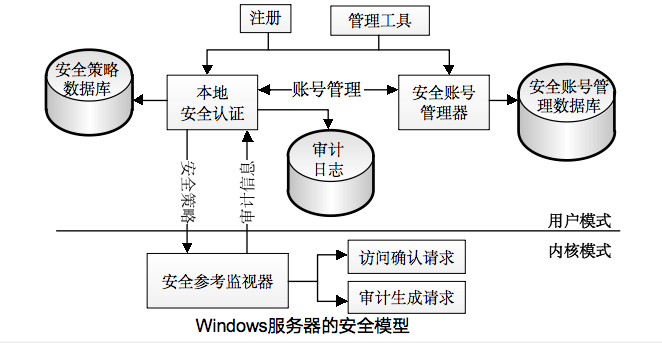 注册
管理工具
安全策略
数据库
本地
安全认证
账号管理
安全账号
管理器
安全账号管
理数据库
审计
日志
安全策略
审计消息
用户模式
内核模式
安全参考监视器
访问确认请求
审计生成请求
Windows服务器的安全模型